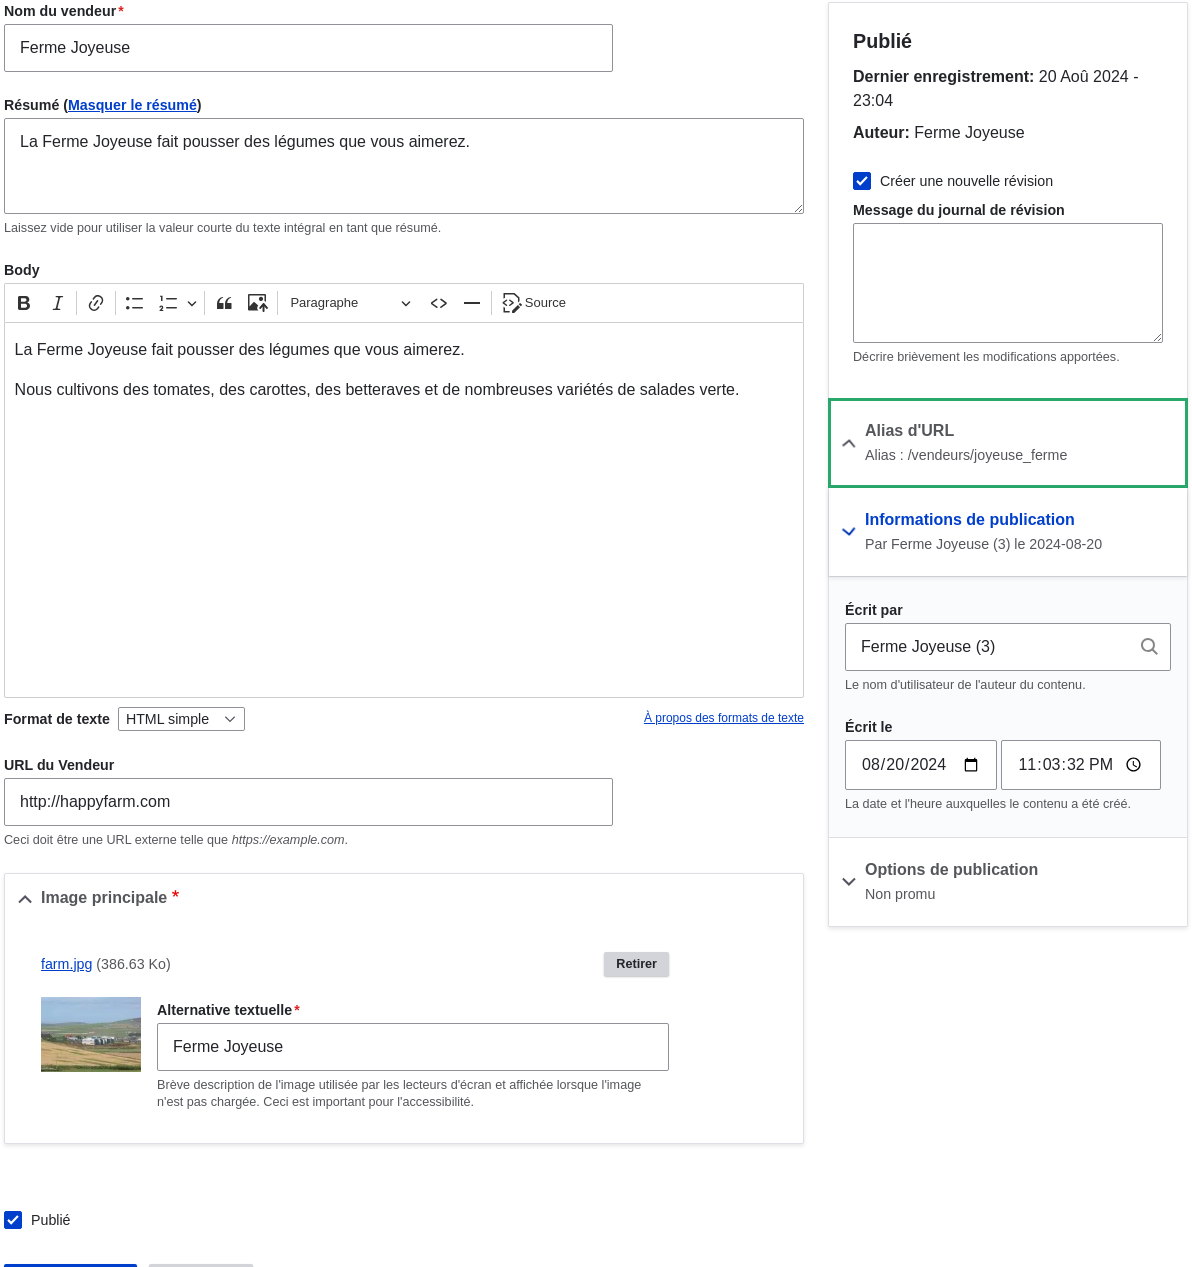 Nom du vendeur*
Ferme Joyeuse
Résumé (Masquer le résumé)
La Ferme Joyeuse fait pousser des légumes que vous aimerez.
Laissez vide pour utiliser la valeur courte du texte intégral en tant que résumé.
Body
B I Paragraphe Source
La Ferme Joyeuse fait pousser des légumes que vous aimerez.
Nous cultivons des tomates, des carottes, des betteraves et de nombreuses variétés de salades verte.
Format de texte HTML simple À propos des formats de texte
URL du Vendeur
http://happyfarm.com
Ceci doit être une URL externe telle que https://example.com.
Image principale *
farm.jpg (386.63 Ko) Retirer
Alternative textuelle*
Ferme Joyeuse
Brève description de l'image utilisée par les lecteurs d'écran et affichée lorsque l'image
n'est pas chargée. Ceci est important pour l'accessibilité.
Publié
Publié
Dernier enregistrement: 20 Aoû 2024 -
23:04
Auteur: Ferme Joyeuse
Créer une nouvelle révision
Message du journal de révision
Décrire brièvement les modifications apportées.
Alias d'URL
Alias : /vendeurs/joyeuse_ferme
Informations de publication
Par Ferme Joyeuse (3) le 2024-08-20
Écrit par
Ferme Joyeuse (3)
Le nom d'utilisateur de l'auteur du contenu.
Écrit le
08/20/2024 11:03:32 PM
La date et l'heure auxquelles le contenu a été créé.
Options de publication
Non promu